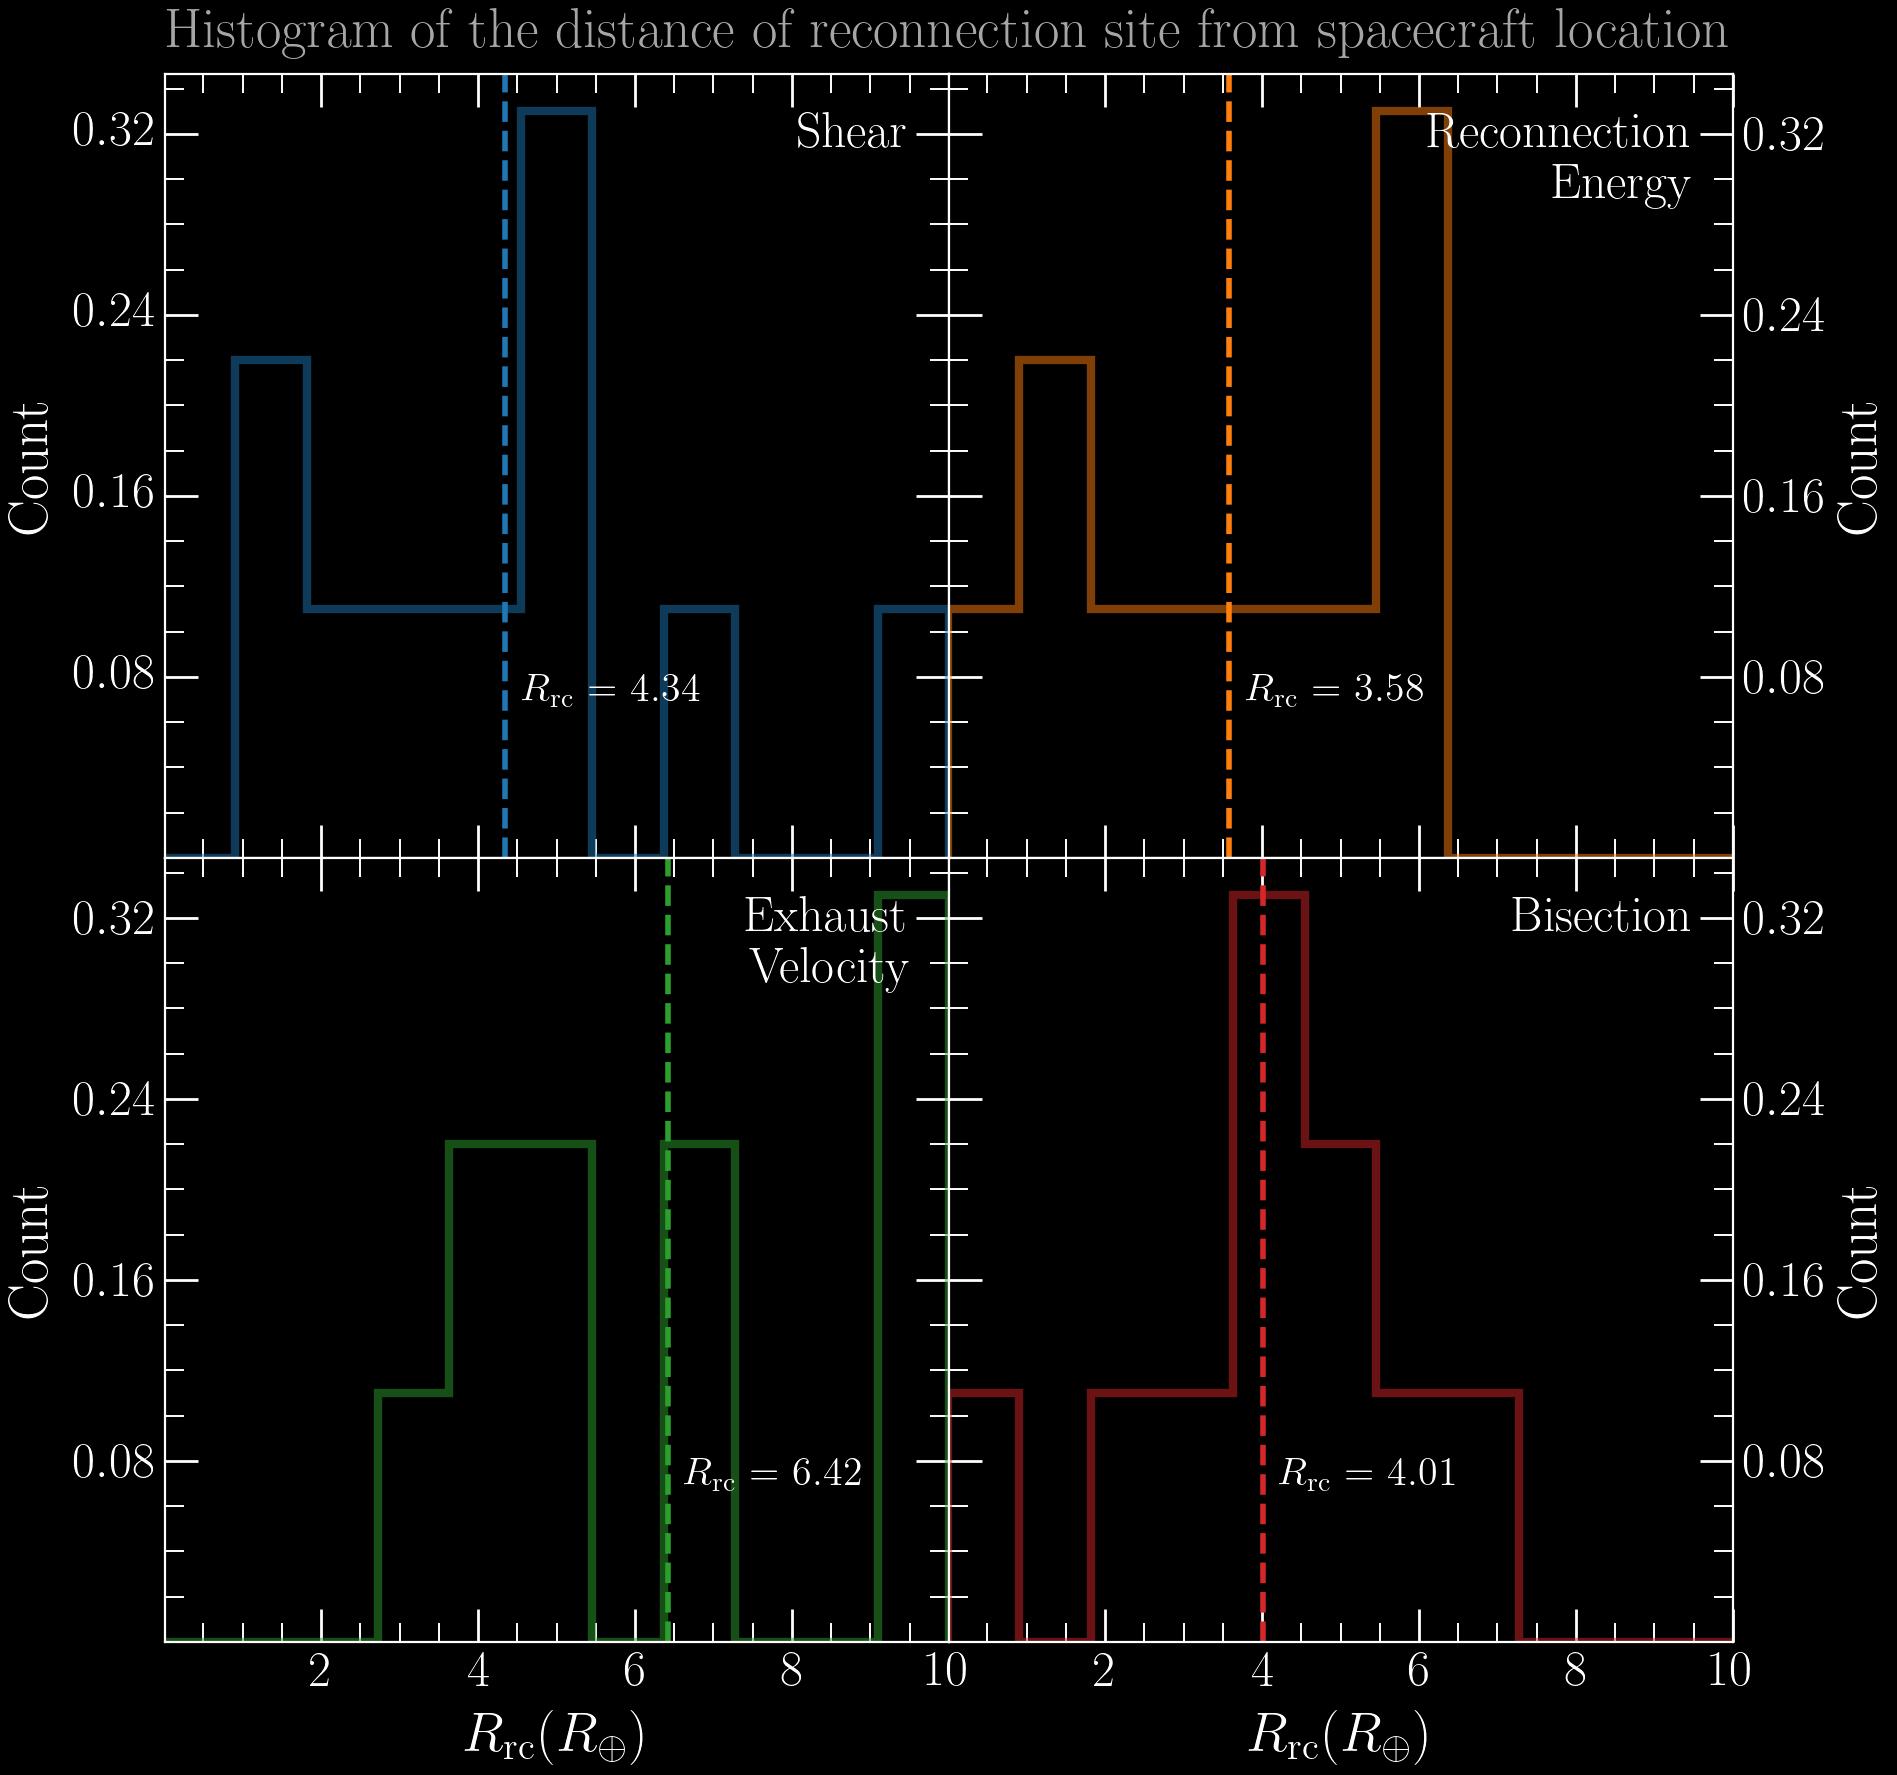 Histogram of the distance of reconnection site from spacecraft location
Shear
Reconnection
Energy
0.32
0.24
0.16
0.08
Count
R_rc = 4.34
R_rc = 3.58
0.32
0.24
0.16
0.08
Count
Exhaust
Velocity
Bisection
0.32
0.24
0.16
0.08
Count
R_rc = 6.42
R_rc = 4.01
0.32
0.24
0.16
0.08
Count
2 4 6 8 10 2 4 6 8 10
R_rc(R_⊕)
R_rc(R_⊕)